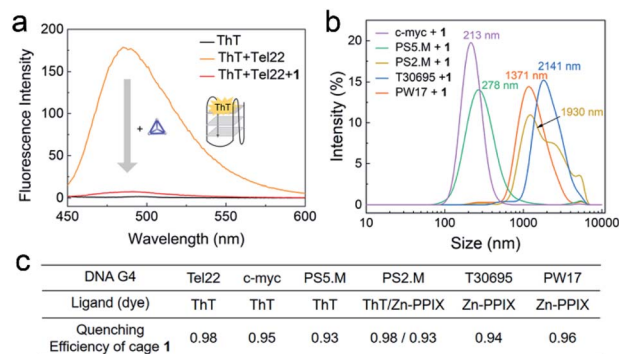 a
Fluorescence Intensity
200
150
100
50
0
450
500
550
600
Wavelength (nm)
ThT
ThT+Tel22
ThT+Tel22+1
ThT
+
b
Intensity (%)
20
15
10
5
0
10
100
1000
10000
Size (nm)
c-myc + 1
PS5.M + 1
PS2.M + 1
T30695 +1
PW17 + 1
213 nm
278 nm
2141 nm
1371 nm
1930 nm
c
DNA G4 Tel22 c-myc PS5.M PS2.M T30695 PW17
Ligand (dye) ThT ThT ThT ThT/Zn-PPIX Zn-PPIX Zn-PPIX
Quenching
Efficiency of cage 1 0.98 0.95 0.93 0.98 / 0.93 0.94 0.96